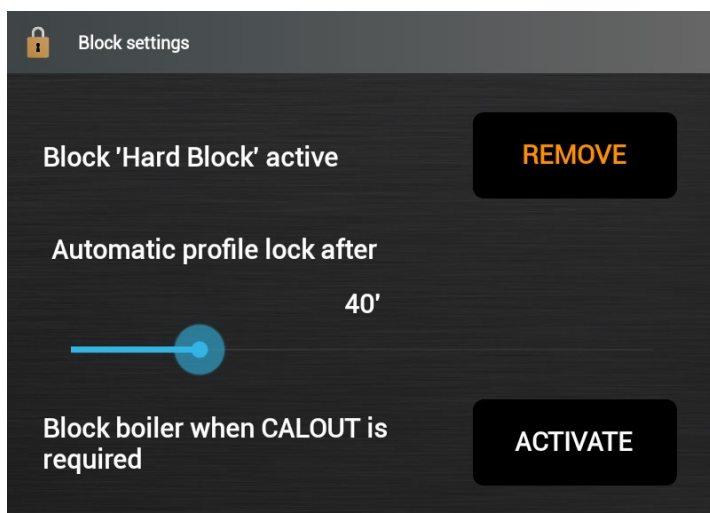 Block settings
Block 'Hard Block' active
REMOVE
Automatic profile lock after
40'
Block boiler when CALOUT is
required
ACTIVATE